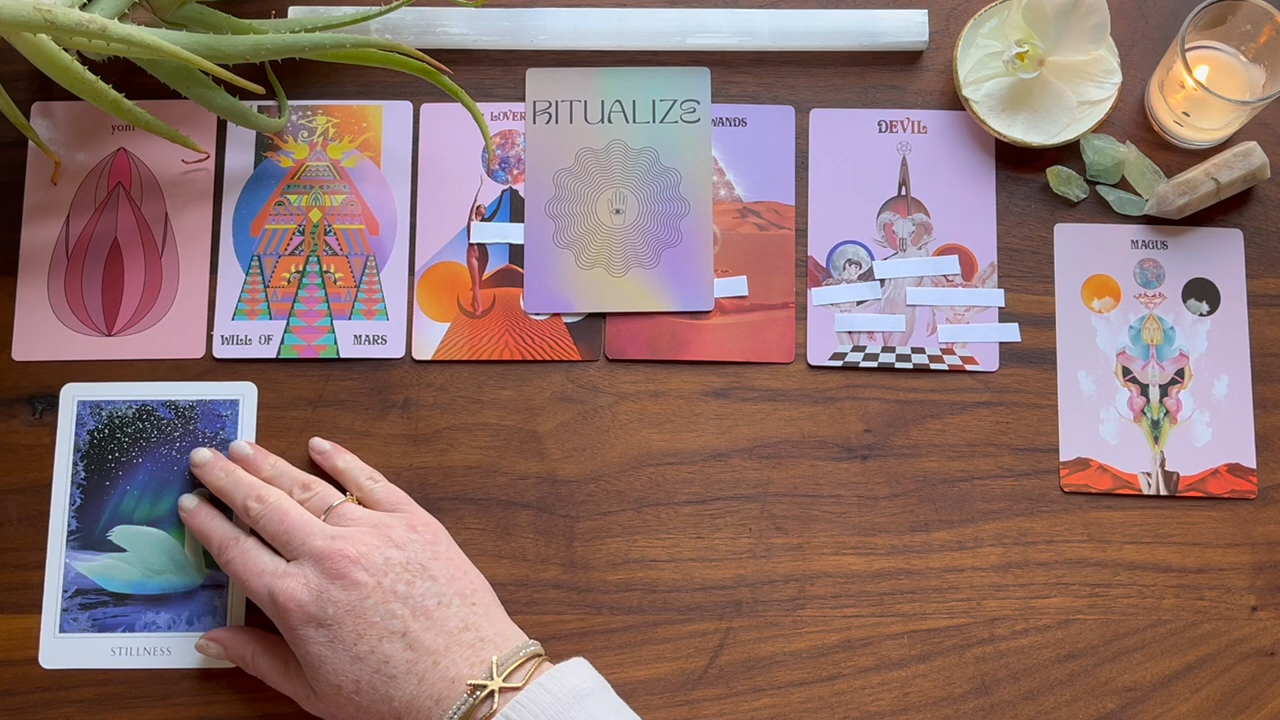 yoni
WILL OF MARS
LOVER
RITUALIZE
WANDS
DEVIL
MAGUS
STILLNESS